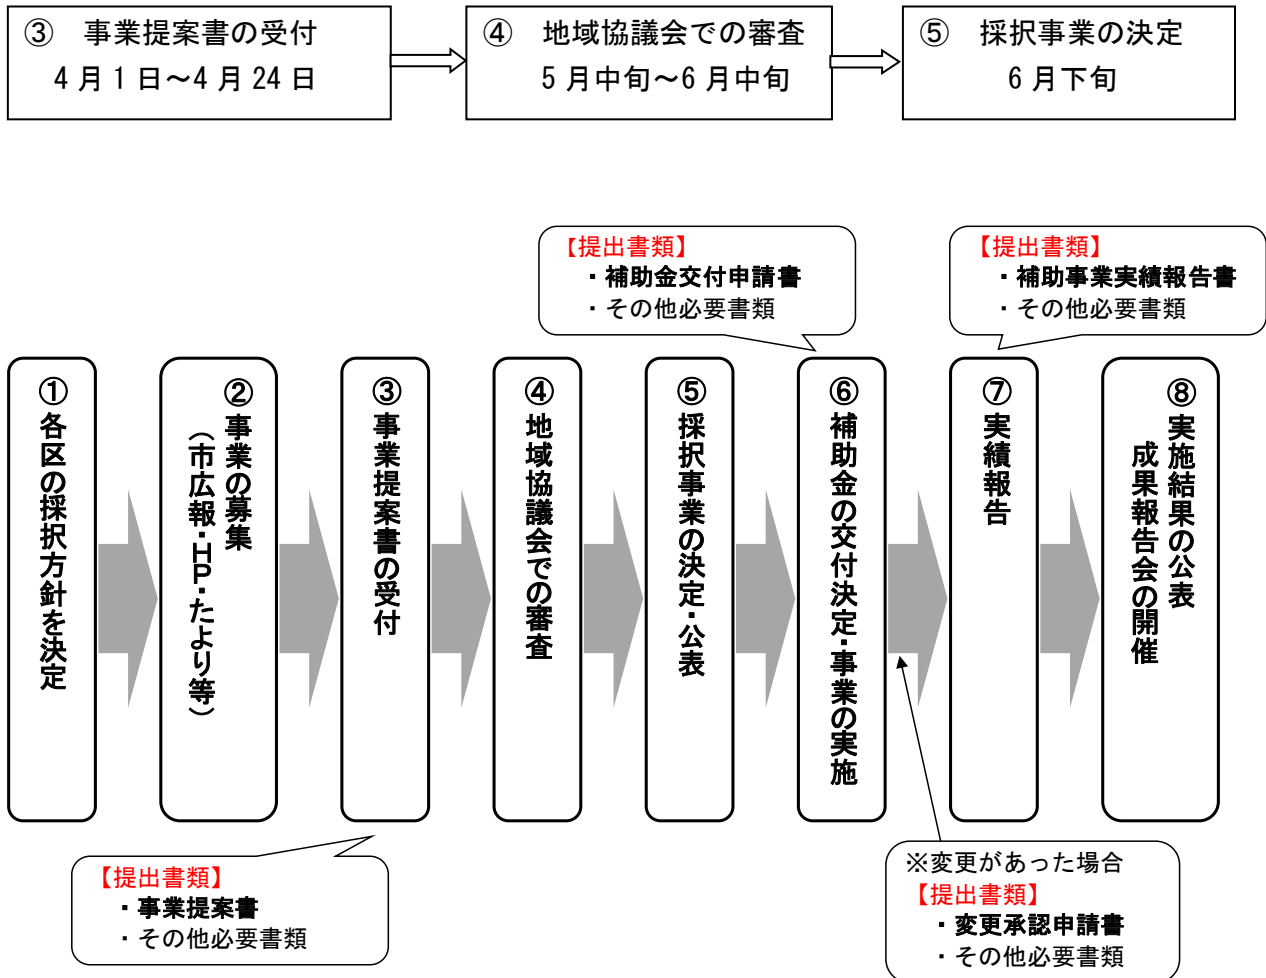 ③　事業提案書の受付
4月1日～4月24日
④　地域協議会での審査
5月中旬～6月中旬
⑤　採択事業の決定
6月下旬
【提出書類】
・補助金交付申請書
・その他必要書類
【提出書類】
・補助事業実績報告書
・その他必要書類
①各区の採択方針を決定
②事業の募集
（市広報・HP・たより等）
③事業提案書の受付
④地域協議会での審査
⑤採択事業の決定・公表
⑥補助金の交付決定・事業の実施
⑦実績報告
⑧実施結果の公表
成果報告会の開催
【提出書類】
・事業提案書
・その他必要書類
※変更があった場合
【提出書類】
・変更承認申請書
・その他必要書類